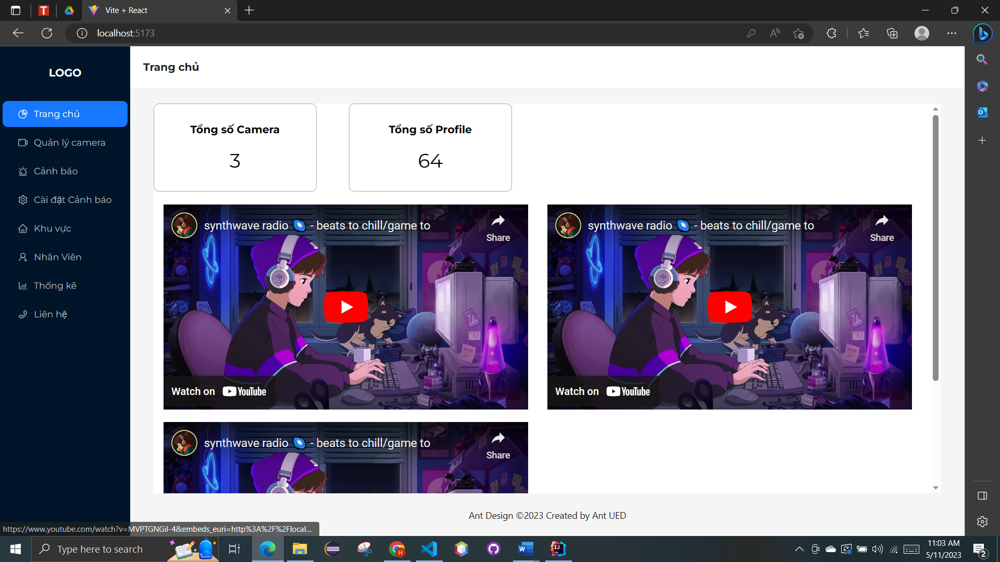 Vite + React
localhost:5173
LOGO
Trang chủ
Quản lý camera
Cảnh báo
Cài đặt Cảnh báo
Khu vực
Nhân Viên
Thống kê
Liên hệ
Trang chủ
Tổng số Camera
3
Tổng số Profile
64
synthwave radio 🌌 - beats to chill/game to
Share
Watch on YouTube
synthwave radio 🌌 - beats to chill/game to
Share
Watch on YouTube
synthwave radio 🌌 - beats to chill/game to
Share
Ant Design ©2023 Created by Ant UED
https://www.youtube.com/watch?v=MVPTGNGiI-4&embeds_euri=http%3A%2F%2Flocal...
Type here to search
11:03 AM
5/11/2023
2